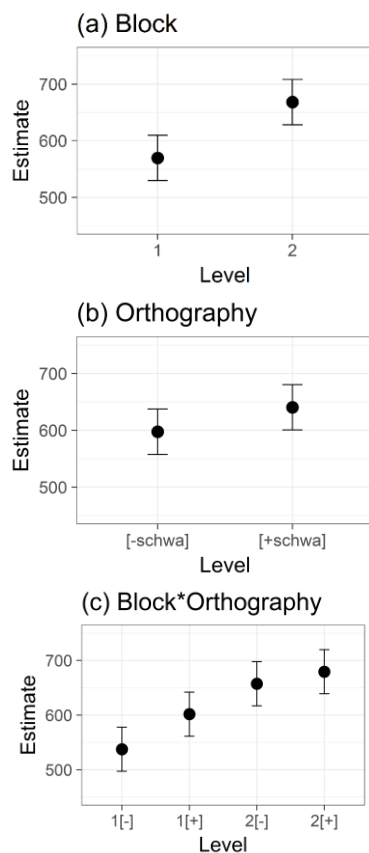 (a) Block
700
600
500
Estimate
1 2
Level
(b) Orthography
700
600
500
Estimate
[-schwa] [+schwa]
Level
(c) Block*Orthography
700
600
500
Estimate
1[-] 1[+] 2[-] 2[+]
Level